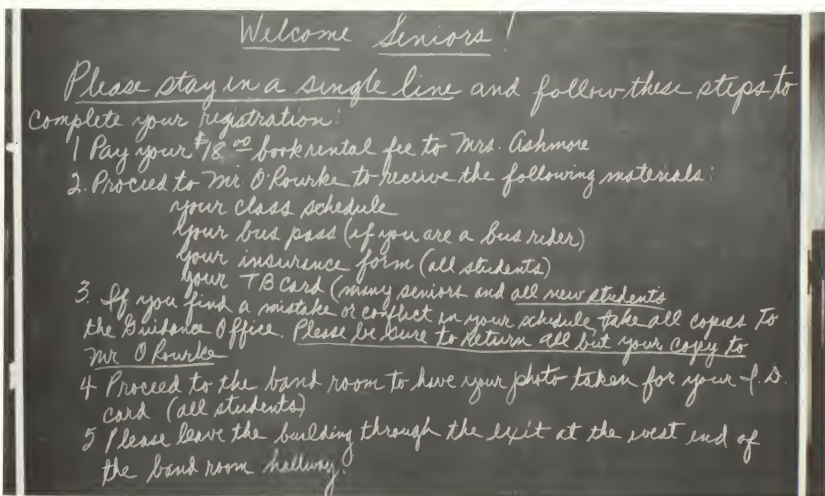 Welcome Seniors!
Please stay in a single line and follow these steps to
complete your registration:
1 Pay your $18.00 book rental fee to Mrs. Ashmore
2. Proceed to Mr O'Rourke to receive the following materials:
your class schedule
your bus pass (if you are a bus rider)
your insurance form (all students)
your TB Card (many seniors and all new students
3. If you find a mistake or conflict in your schedule, take all copies To
the Guidance Office. Please be sure to return all but your copy to
Mr O'Rourke
4 Proceed to the band room to have your photo taken for your I.D.
card (all students)
5 Please leave the building through the exit at the west end of
the band room hallway.